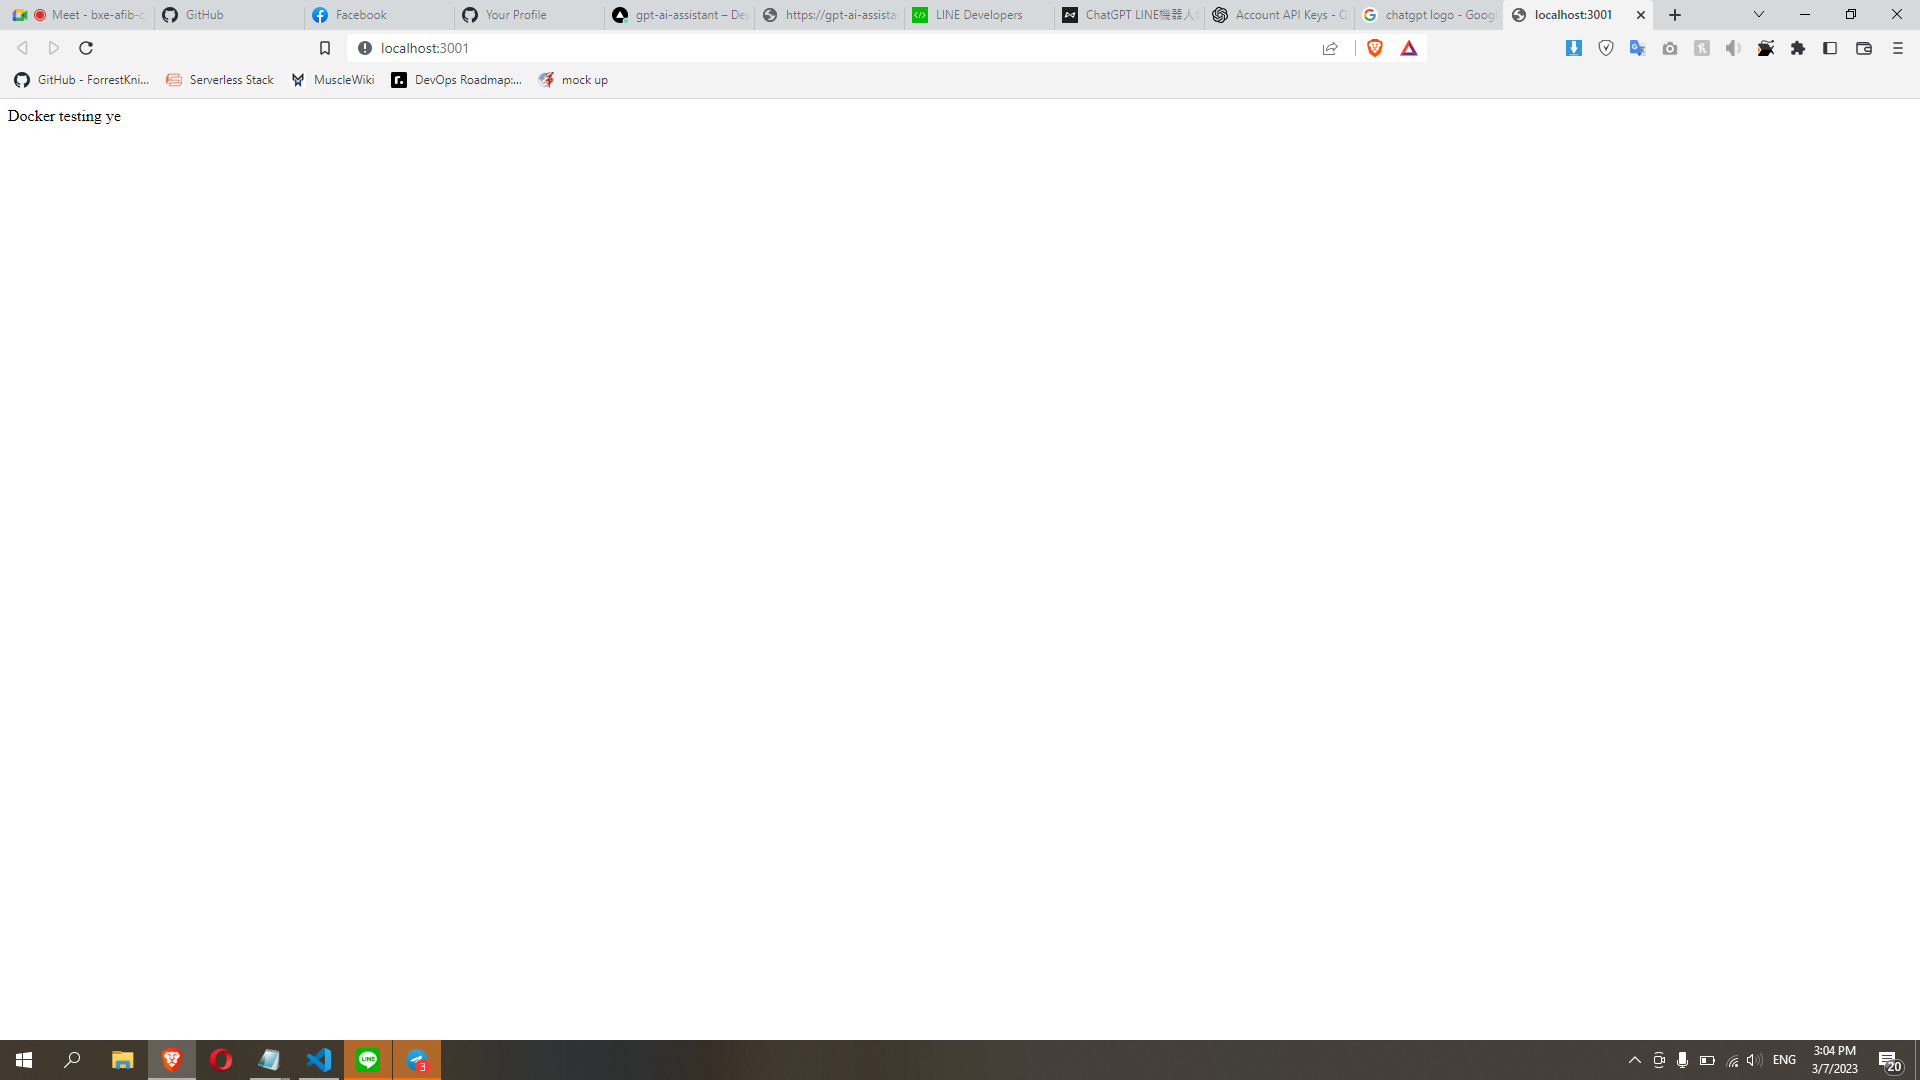 Meet - bxe-afib-
GitHub
Facebook
Your Profile
gpt-ai-assistant – De
https://gpt-ai-assista
LINE Developers
ChatGPT LINE機器人
Account API Keys - O
chatgpt logo - Goog
localhost:3001
localhost:3001
GitHub - ForrestKni...
Serverless Stack
MuscleWiki
DevOps Roadmap:...
mock up
Docker testing ye
LINE
3
ENG
3:04 PM
3/7/2023
20